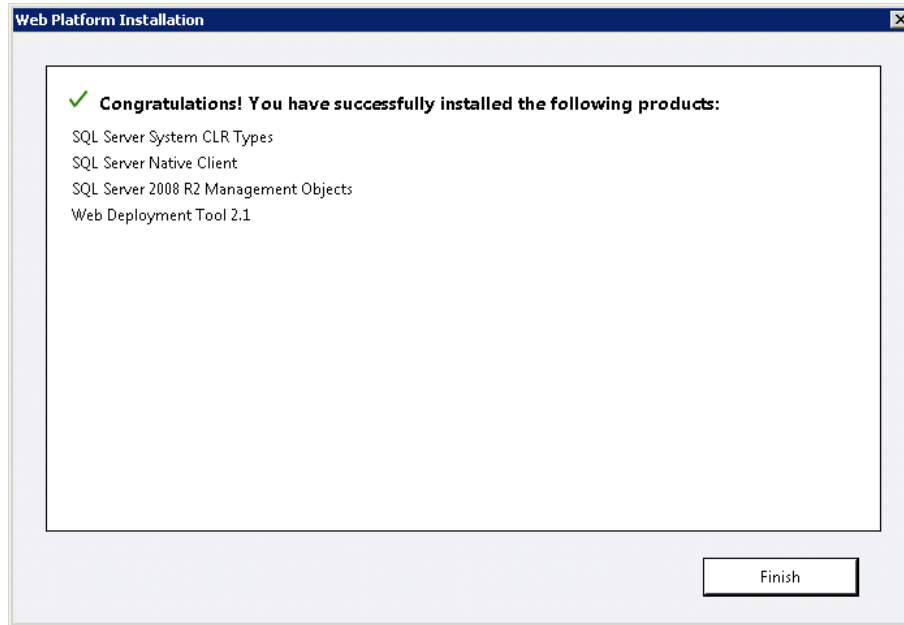 Web Platform Installation
Congratulations! You have successfully installed the following products:
SQL Server System CLR Types
SQL Server Native Client
SQL Server 2008 R2 Management Objects
Web Deployment Tool 2.1
Finish